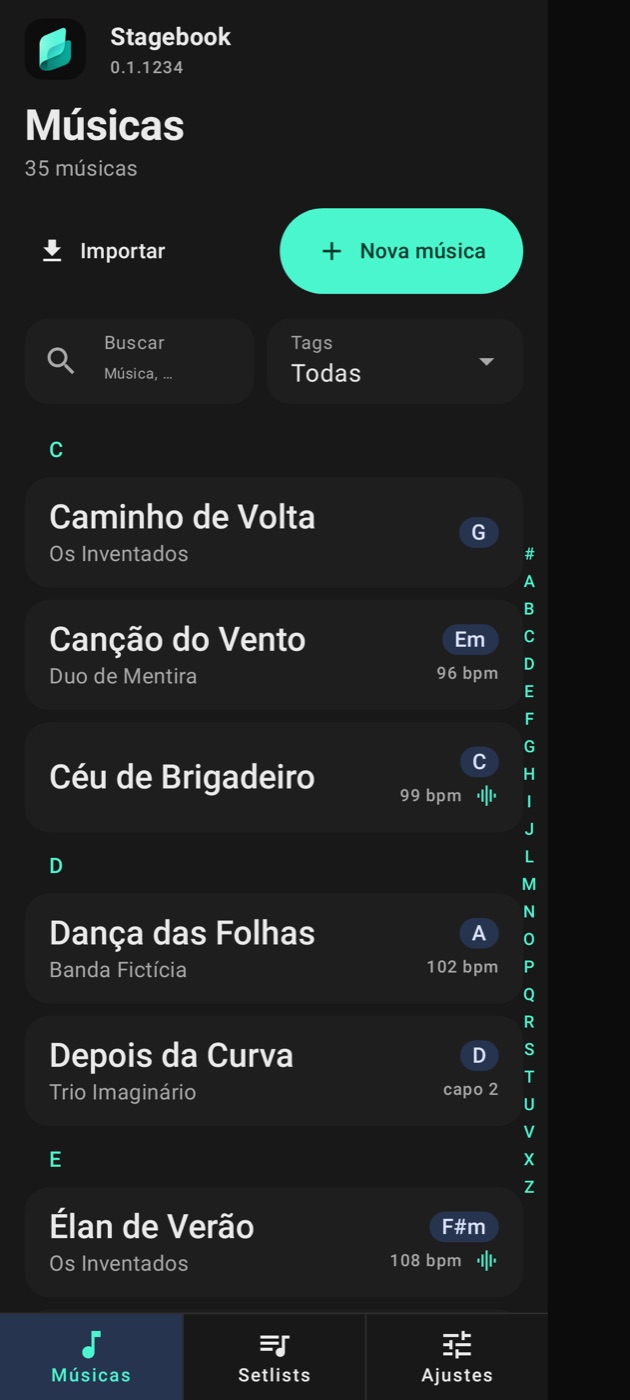 Stagebook
0.1.1234
Músicas
35 músicas
Importar
Nova música
Buscar
Música, …
Tags
Todas
C
Caminho de Volta
Os Inventados
G
Canção do Vento
Duo de Mentira
Em
96 bpm
Céu de Brigadeiro
C
99 bpm
D
Dança das Folhas
Banda Fictícia
A
102 bpm
Depois da Curva
Trio Imaginário
D
capo 2
E
Élan de Verão
Os Inventados
F#m
108 bpm
#
A
B
C
D
E
F
G
H
I
J
L
M
N
O
P
Q
R
S
T
U
V
X
Z
Músicas
Setlists
Ajustes